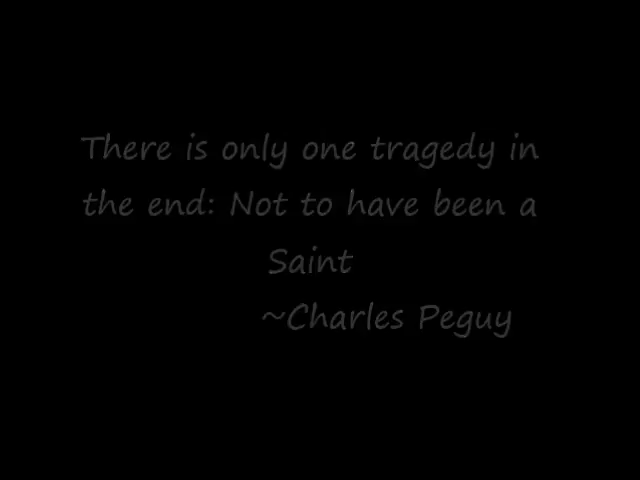 There is only one tragedy in
the end: Not to have been a
Saint
~Charles Peguy